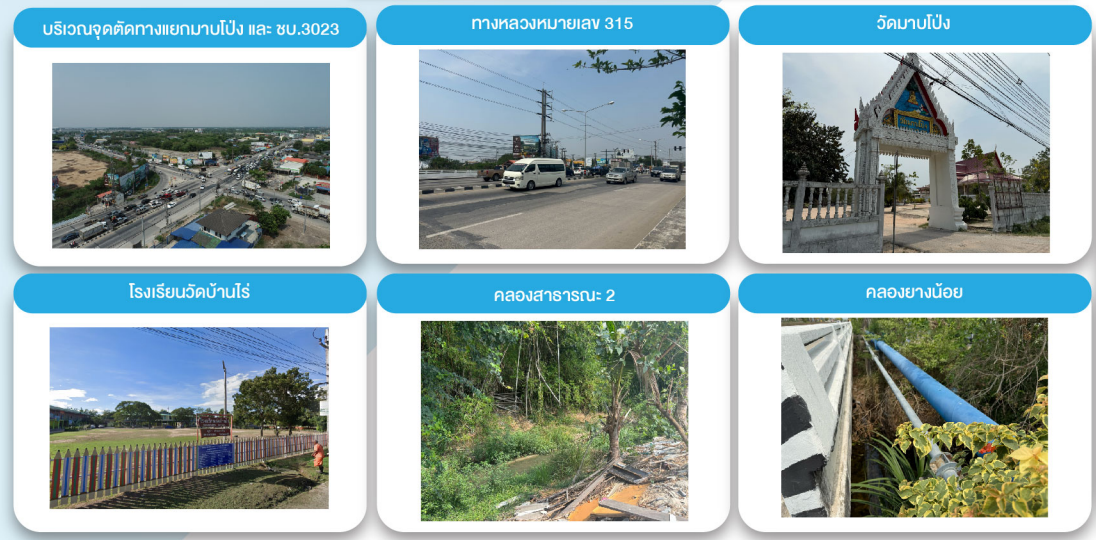 บริเวณจุดตัดทางแยกมาบโป่ง และ ชบ.3023
ทางหลวงหมายเลข 315
วัดมาบโป่ง
โรงเรียนวัดบ้านไร่
คลองสาธารณะ 2
คลองยางน้อย